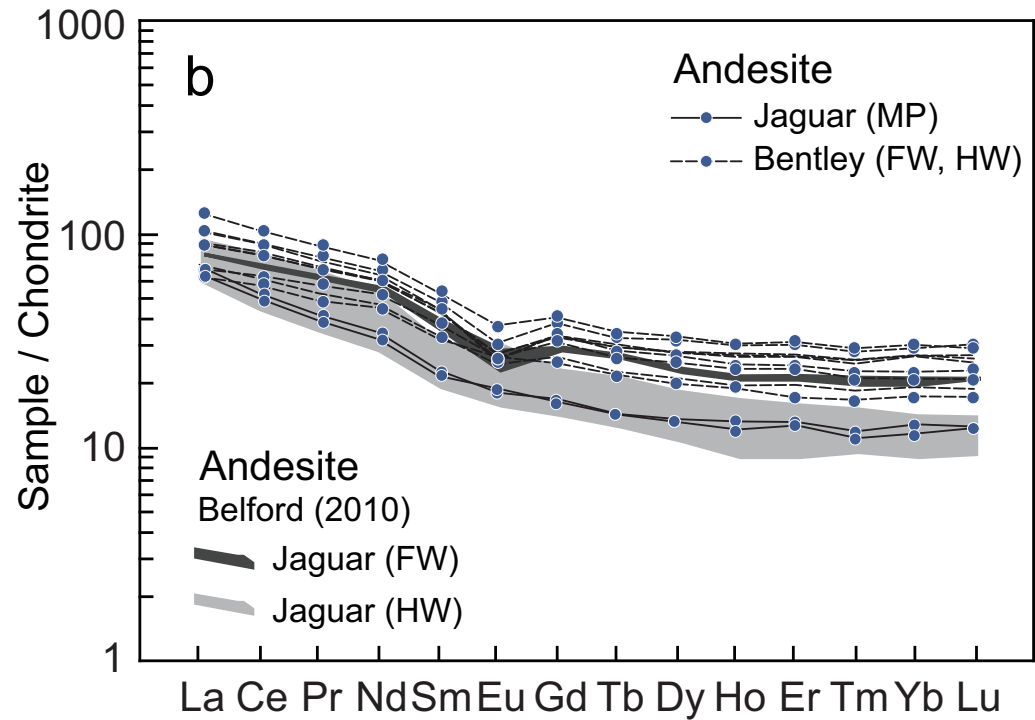 1000
b
Andesite
Jaguar (MP)
Bentley (FW, HW)
100
Sample / Chondrite
10
Andesite
Belford (2010)
Jaguar (FW)
Jaguar (HW)
1
La Ce Pr Nd Sm Eu Gd Tb Dy Ho Er Tm Yb Lu